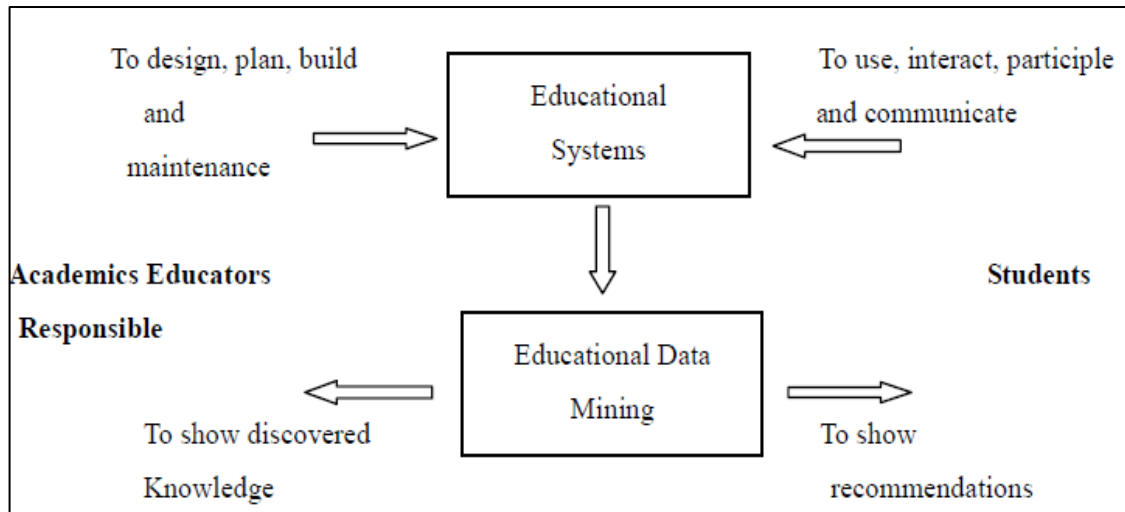 To design, plan, build
and
maintenance
Educational
Systems
To use, interact, participle
and communicate
Academics Educators
Responsible
Students
Educational Data
Mining
To show discovered
Knowledge
To show
recommendations